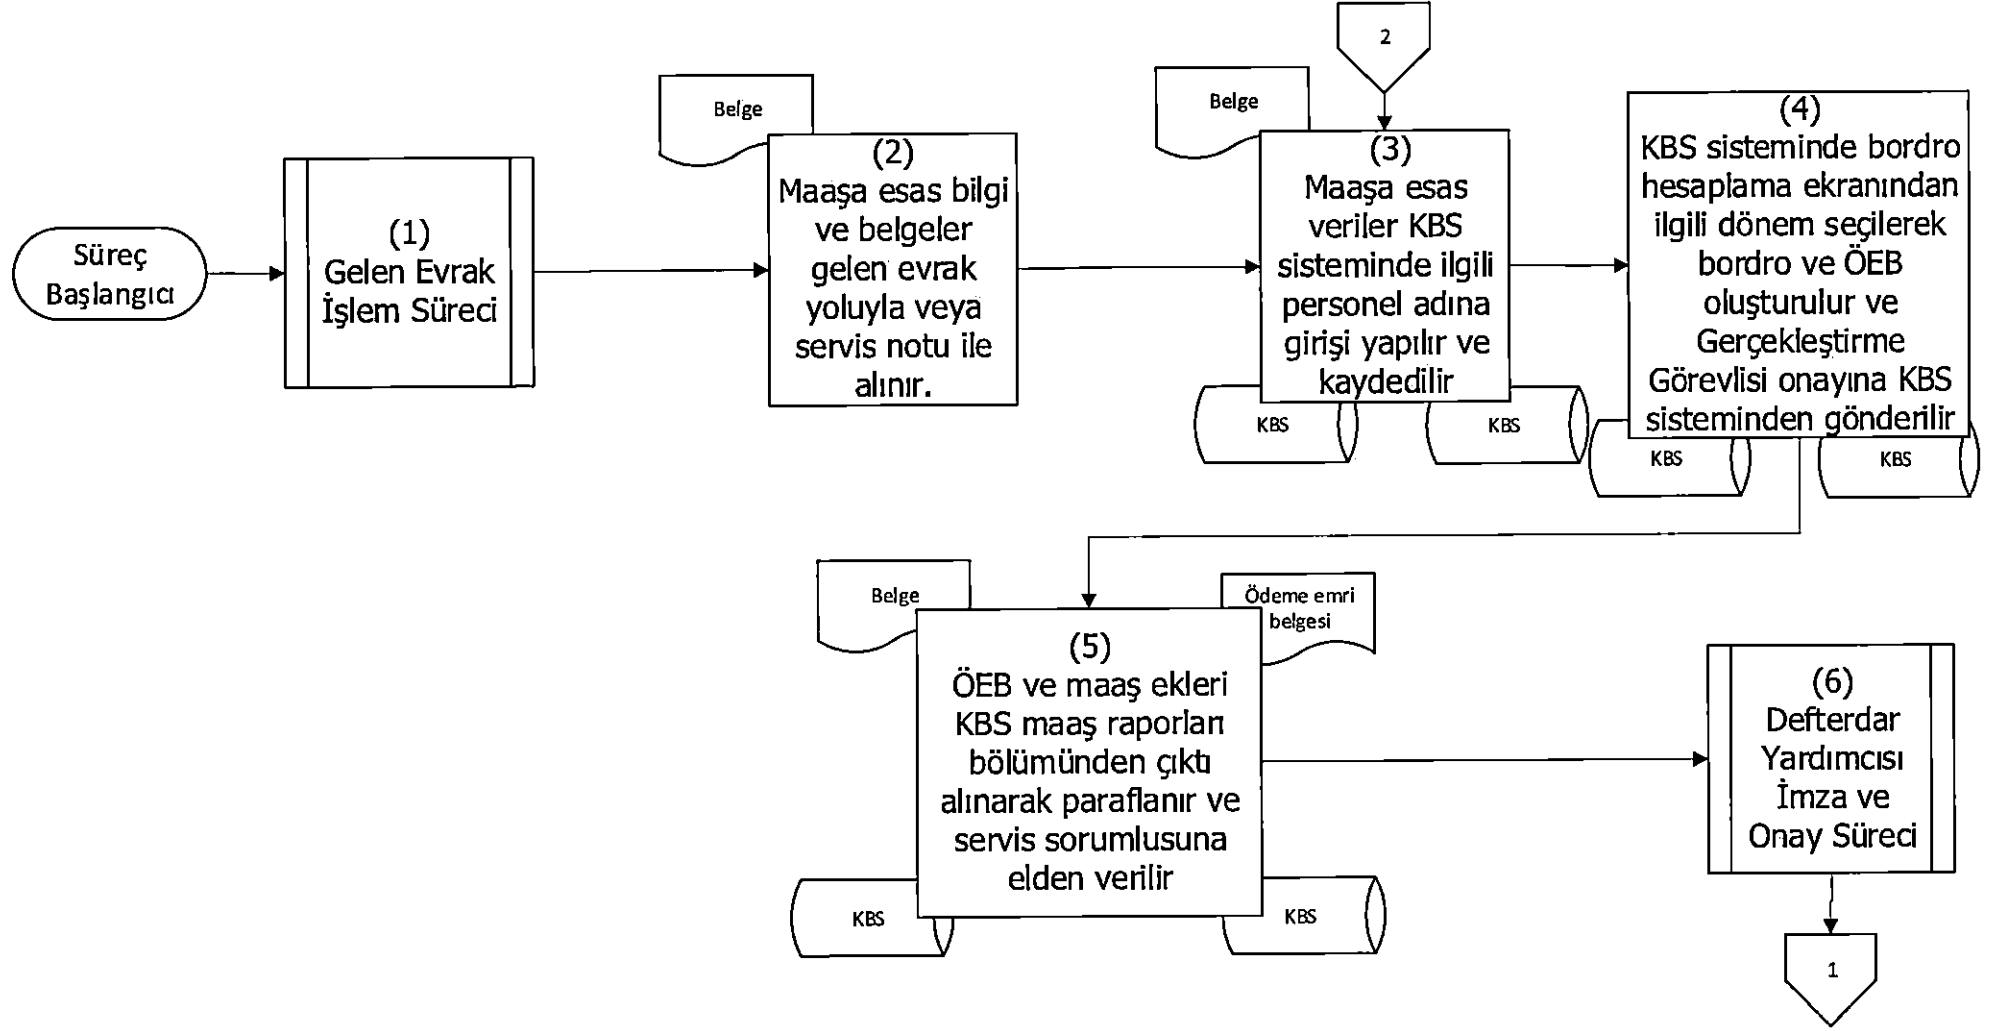 Süreç
Başlangıcı
(1)
Gelen Evrak
İşlem Süreci
Belge
(2)
Maaşa esas bilgi
ve belgeler
gelen evrak
yoluyla veya
servis notu ile
alınır.
2
Belge
(3)
Maaşa esas
veriler KBS
sisteminde ilgili
personel adına
girişi yapılır ve
kaydedilir
KBS
KBS
(4)
KBS sisteminde bordro
hesaplama ekranından
ilgili dönem seçilerek
bordro ve ÖEB
oluşturulur ve
Gerçekleştirme
Görevlisi onayına KBS
sisteminden gönderilir
KBS
KBS
Belge
Ödeme emri
belgesi
(5)
ÖEB ve maaş ekleri
KBS maaş raporları
bölümünden çıktı
alınarak paraflanır ve
servis sorumlusuna
elden verilir
KBS
KBS
(6)
Defterdar
Yardımcısı
İmza ve
Onay Süreci
1